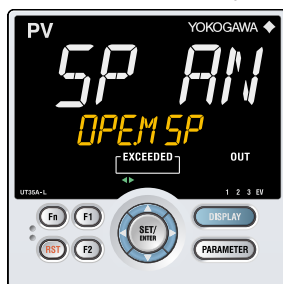 PV YOKOGAWA
SP AN
OPE.M SP
EXCEEDED OUT
UT35A-L 1 2 3 EV
Fn F1 SET/ DISPLAY
ENTER
RST F2 PARAMETER